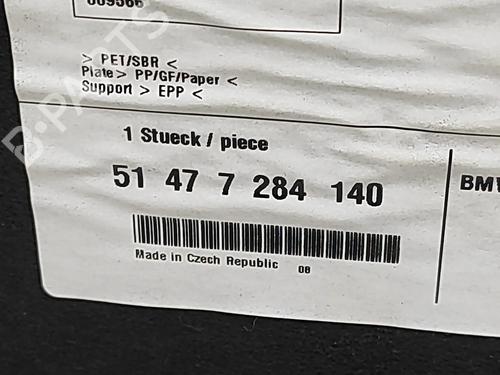 > PET/SBR <
Plate> PP/GF/Paper <
Support > EPP <
1 Stueck / piece
51 47 7 284 140
BMW
Made in Czech Republic 08
B-PARTS